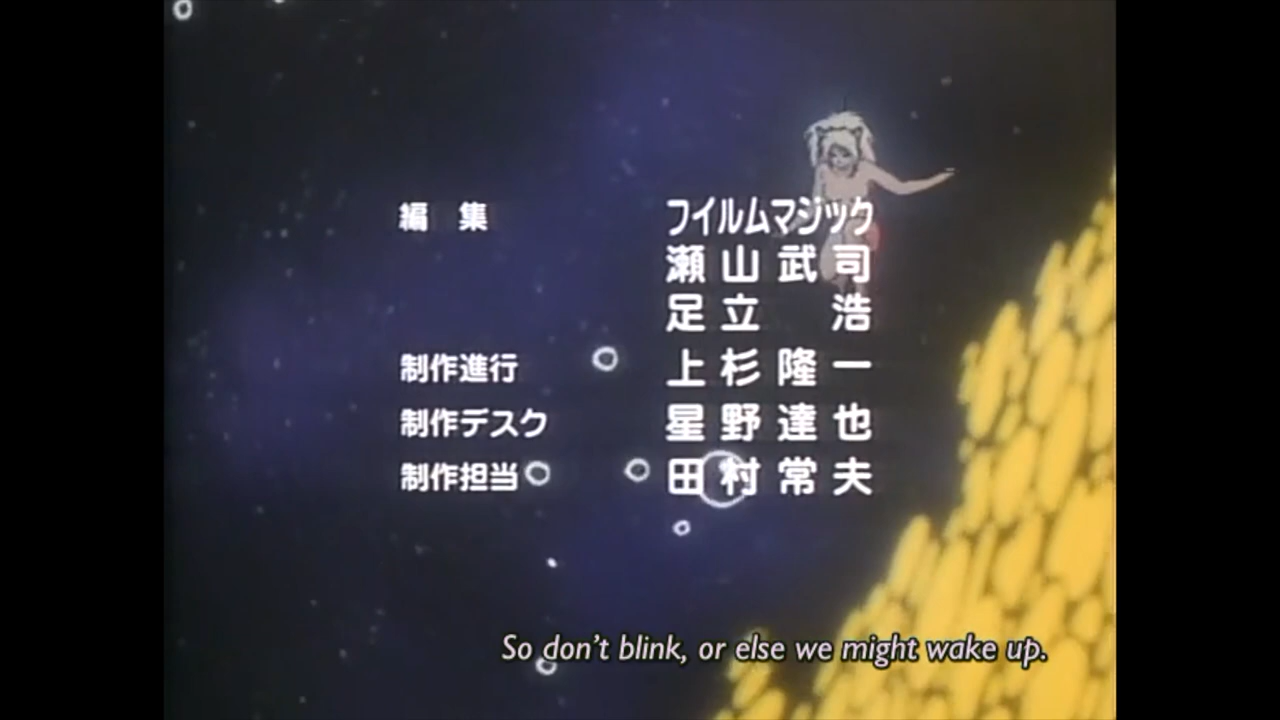 編集 フイルムマジック
瀬山武司
足立浩
制作進行 上杉隆一
制作デスク 星野達也
制作担当 田村常夫
So don't blink, or else we might wake up.